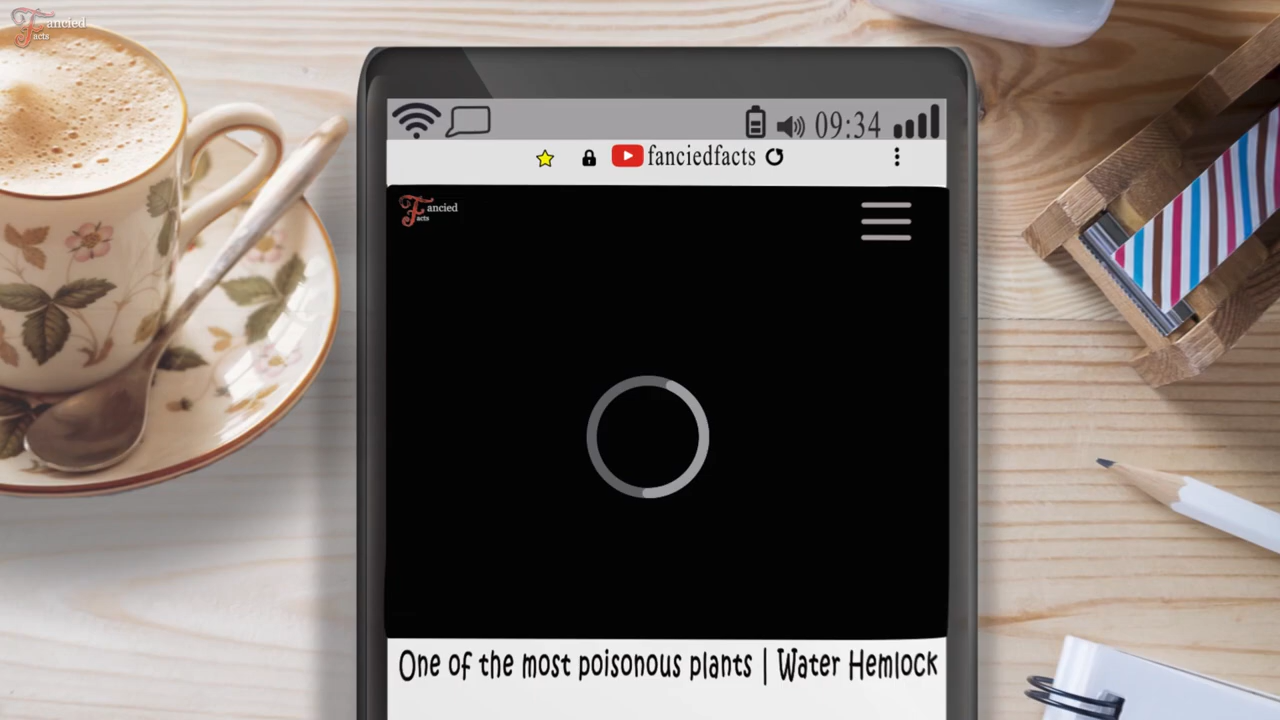 Fancied
Facts
09:34
fanciedfacts
Fancied
Facts
One of the most poisonous plants | Water Hemlock